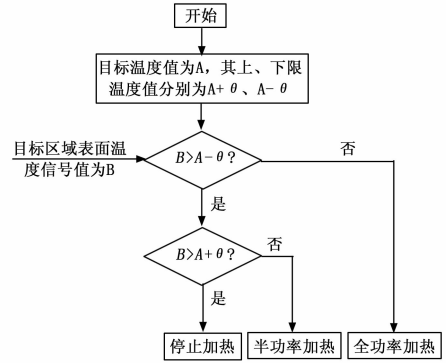 开始
目标温度值为A，其上、下限
温度值分别为A+θ、A-θ
目标区域表面温
度信号值为B
B>A-θ?
否
是
B>A+θ?
否
是
停止加热
半功率加热
全功率加热